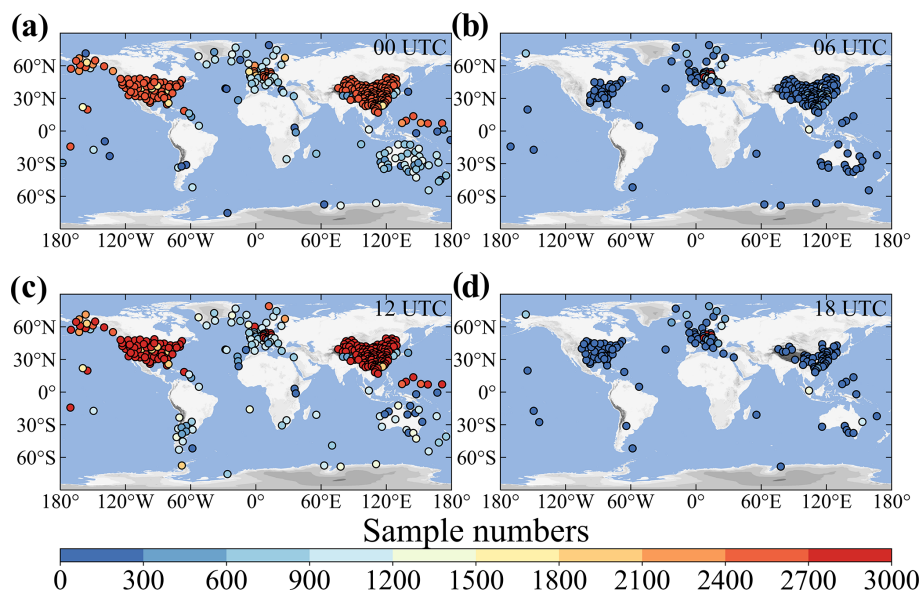 (a)
00 UTC
60°N
30°N
0°
30°S
60°S
180° 120°W 60°W 0° 60°E 120°E 180°
(b)
06 UTC
60°N
30°N
0°
30°S
60°S
180° 120°W 60°W 0° 60°E 120°E 180°
(c)
12 UTC
60°N
30°N
0°
30°S
60°S
180° 120°W 60°W 0° 60°E 120°E 180°
(d)
18 UTC
60°N
30°N
0°
30°S
60°S
180° 120°W 60°W 0° 60°E 120°E 180°
Sample numbers
0 300 600 900 1200 1500 1800 2100 2400 2700 3000